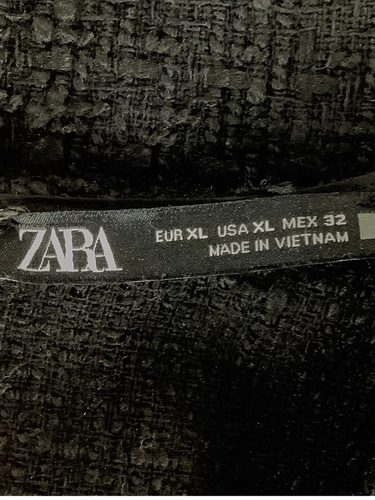 ZARA
EUR XL USA XL MEX 32
MADE IN VIETNAM